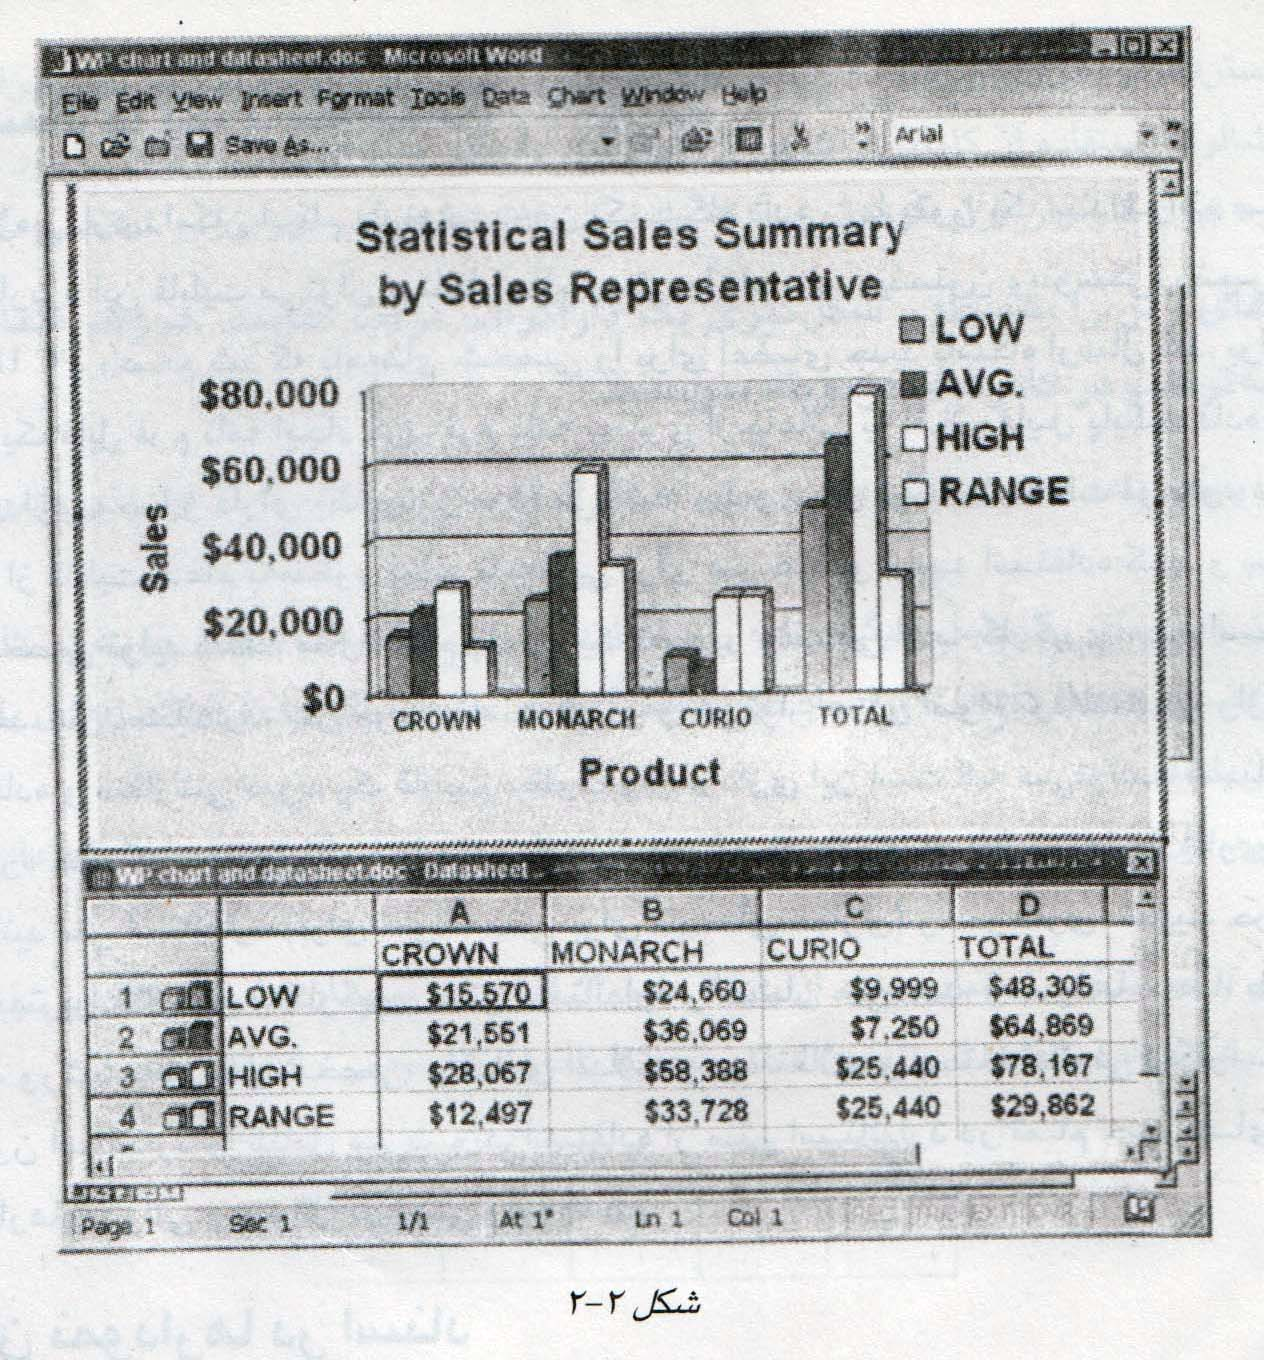 WP chart and datasheet.doc - Microsoft Word
File Edit View Insert Format Tools Data Chart Window Help
Save As... Arial
Statistical Sales Summary
by Sales Representative
LOW
AVG.
HIGH
RANGE
$80,000
$60,000
$40,000
$20,000
$0
Sales
CROWN MONARCH CURIO TOTAL
Product
WP chart and datasheet.doc - Datasheet
A B C D
CROWN MONARCH CURIO TOTAL
1 LOW $15,570 $24,660 $9,999 $48,305
2 AVG. $21,551 $36,069 $7,250 $64,869
3 HIGH $28,067 $58,388 $25,440 $78,167
4 RANGE $12,497 $33,728 $25,440 $29,862
Page 1 Sec 1 1/1 At 1" Ln 1 Col 1
شکل ۲-۲